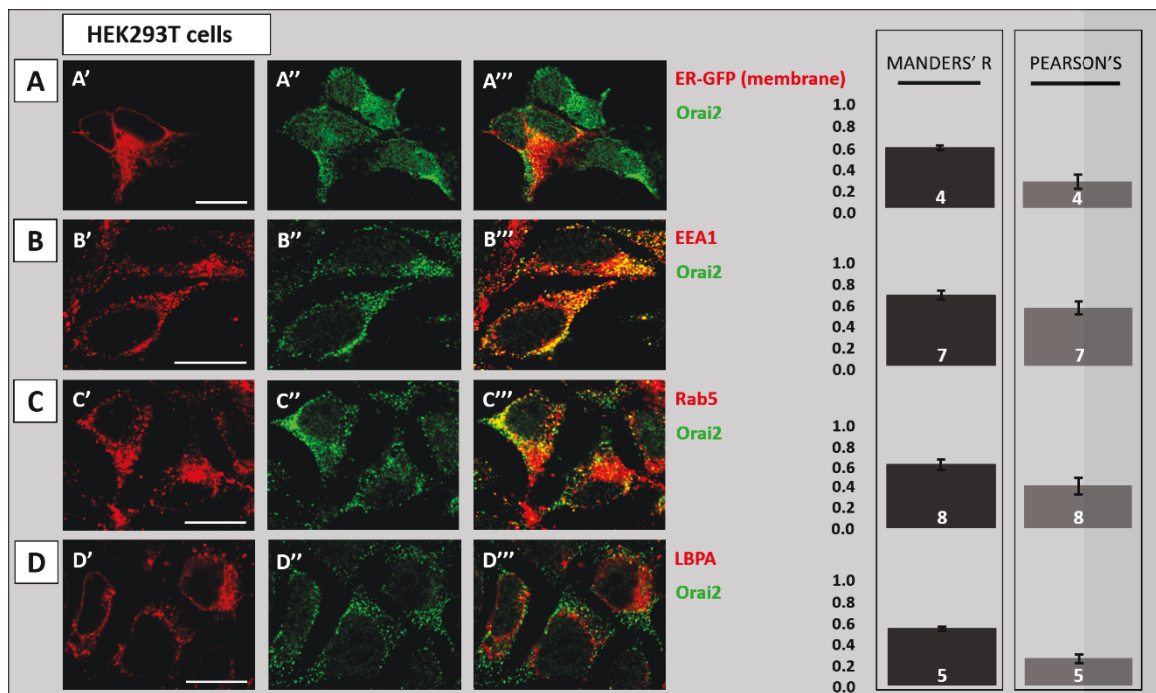 HEK293T cells
MANDERS' R
PEARSON'S
A
A'
A''
A'''
ER-GFP (membrane)
Orai2
1.0
0.8
0.6
0.4
0.2
0.0
4
4
B
B'
B''
B'''
EEA1
Orai2
1.0
0.8
0.6
0.4
0.2
0.0
7
7
C
C'
C''
C'''
Rab5
Orai2
1.0
0.8
0.6
0.4
0.2
0.0
8
8
D
D'
D''
D'''
LBPA
Orai2
1.0
0.8
0.6
0.4
0.2
0.0
5
5